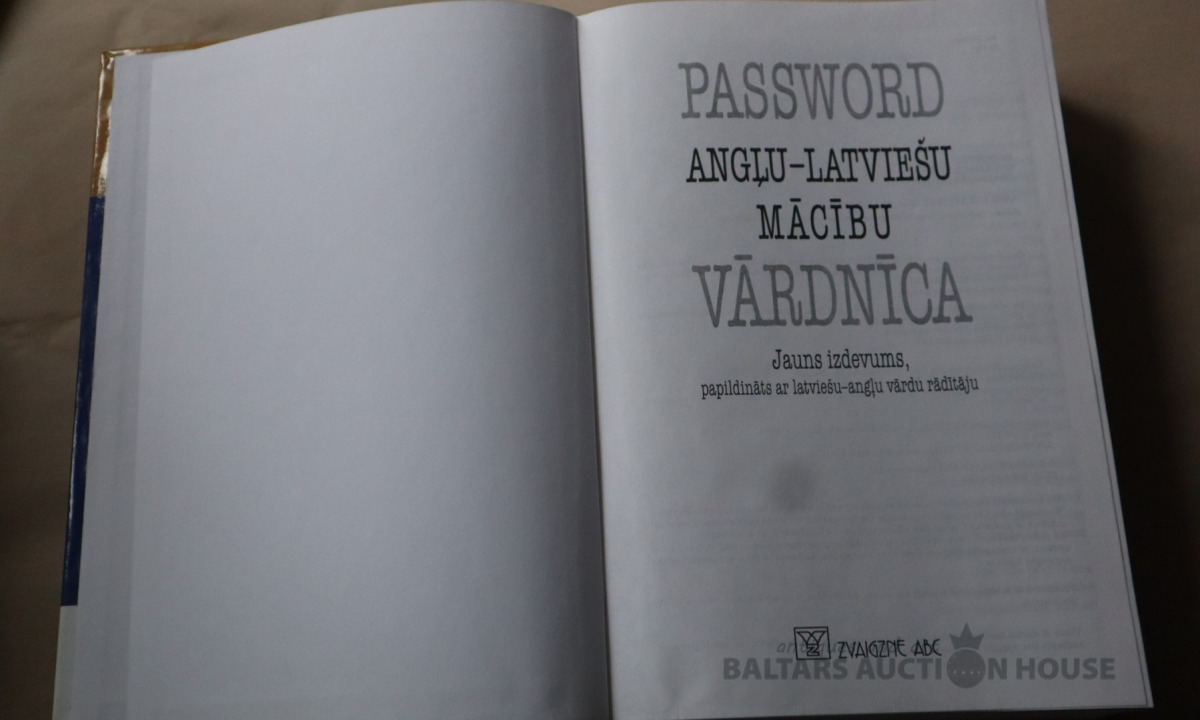 PASSWORD
ANGĻU–LATVIEŠU
MĀCĪBU
VĀRDNĪCA
Jauns izdevums,
papildināts ar latviešu–angļu vārdu rādītāju
ZVAIGZNE ABC
BALTARS AUCTION HOUSE